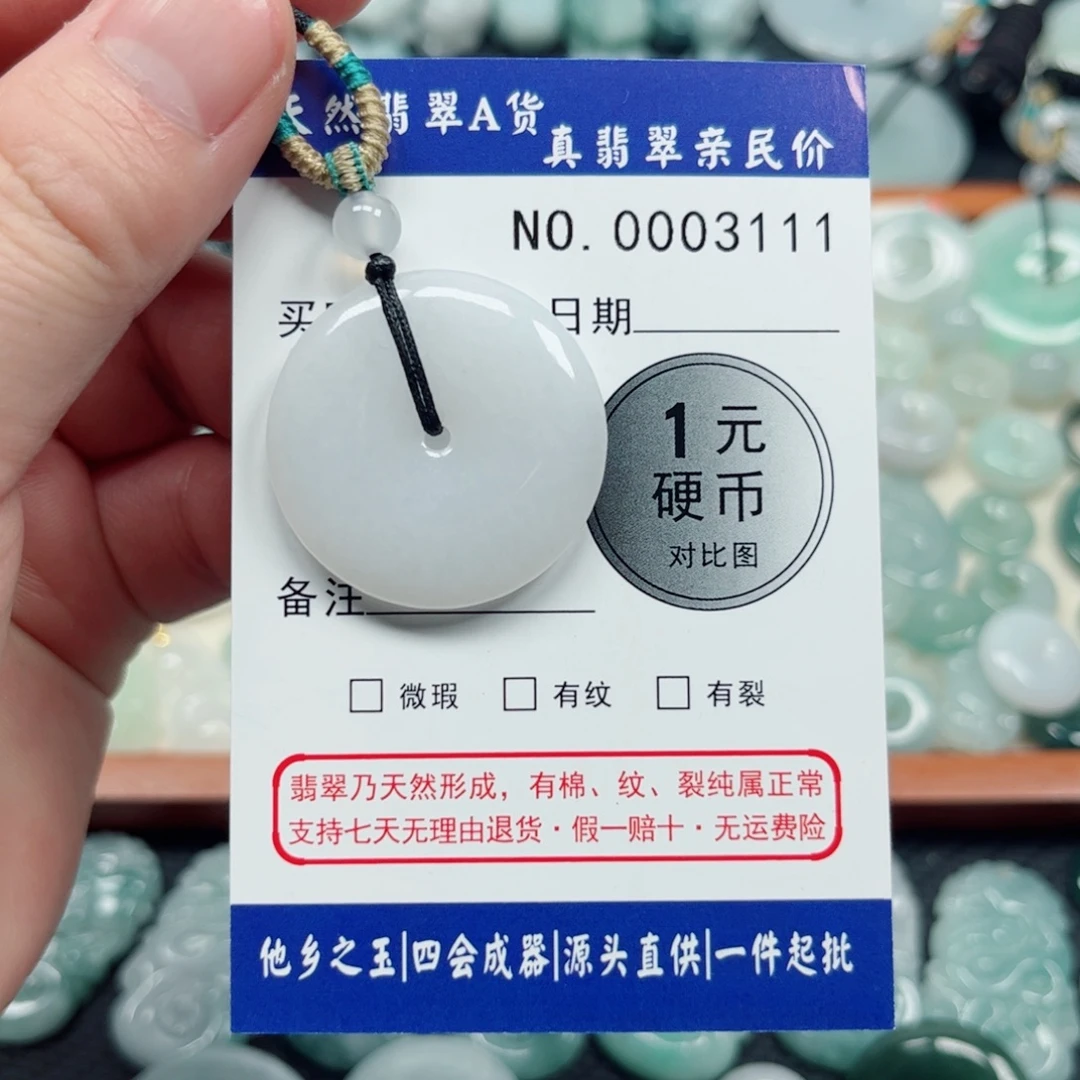 天然翡翠A货
真翡翠亲民价
NO. 0003111
买
日期
1元
硬币
对比图
备注
微瑕 有纹 有裂
翡翠乃天然形成，有棉、纹、裂纯属正常
支持七天无理由退货·假一赔十·无运费险
他乡之玉|四会成器|源头直供|一件起批